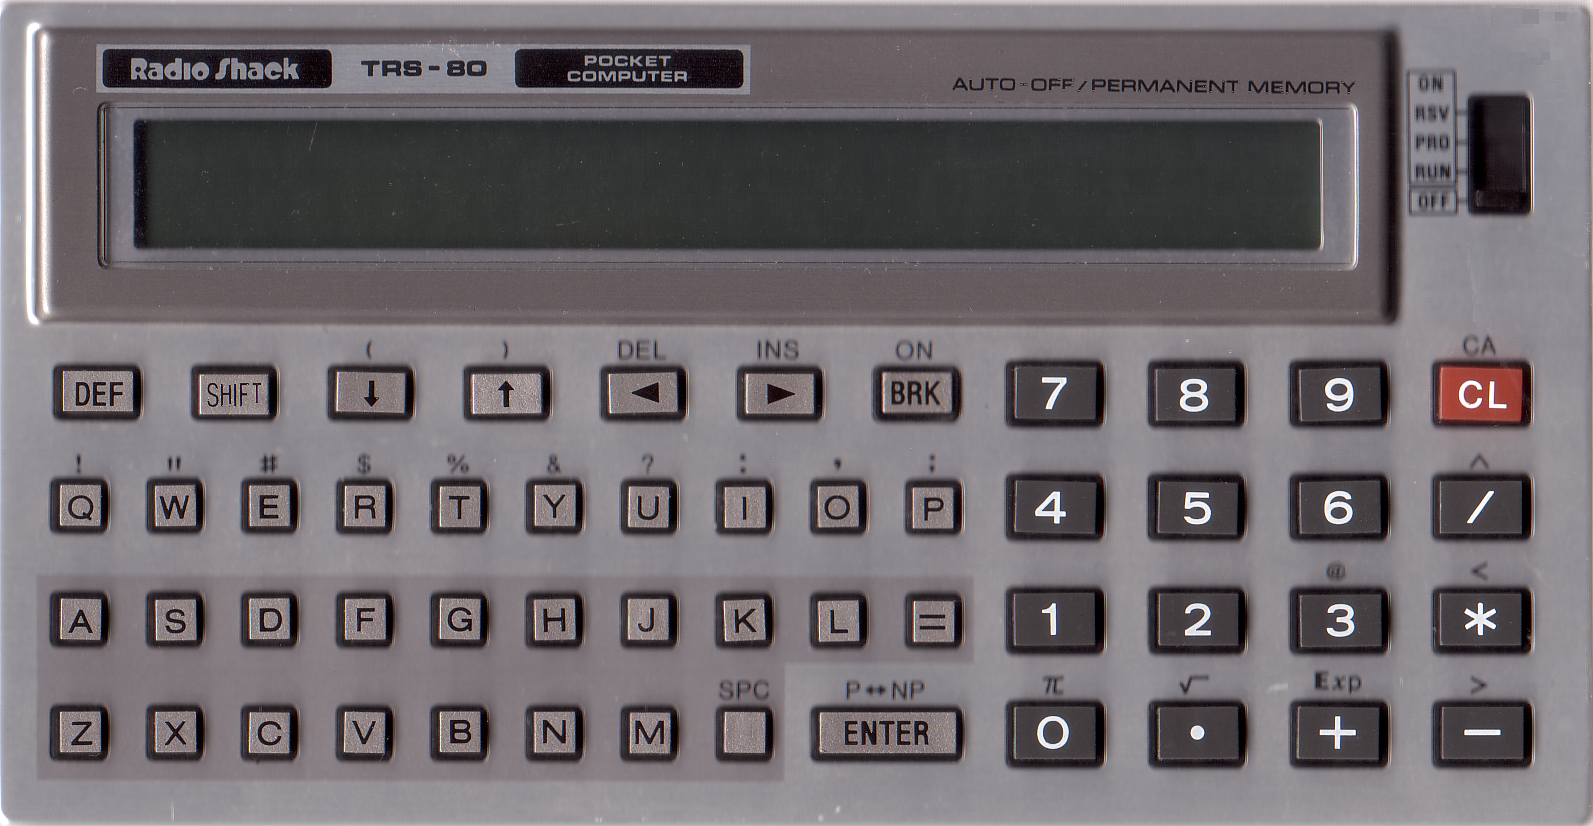 Radio Shack TRS-80 POCKET COMPUTER
AUTO-OFF/PERMANENT MEMORY
ON
RSV
PRO
RUN
OFF
( ) DEL INS ON CA
DEF SHIFT ↓ ↑ ◄ ► BRK 7 8 9 CL
! " # $ % & ? : , ; ^
Q W E R T Y U I O P 4 5 6 /
@ <
A S D F G H J K L = 1 2 3 *
SPC P↔NP π √ Exp >
Z X C V B N M ENTER 0 • + −